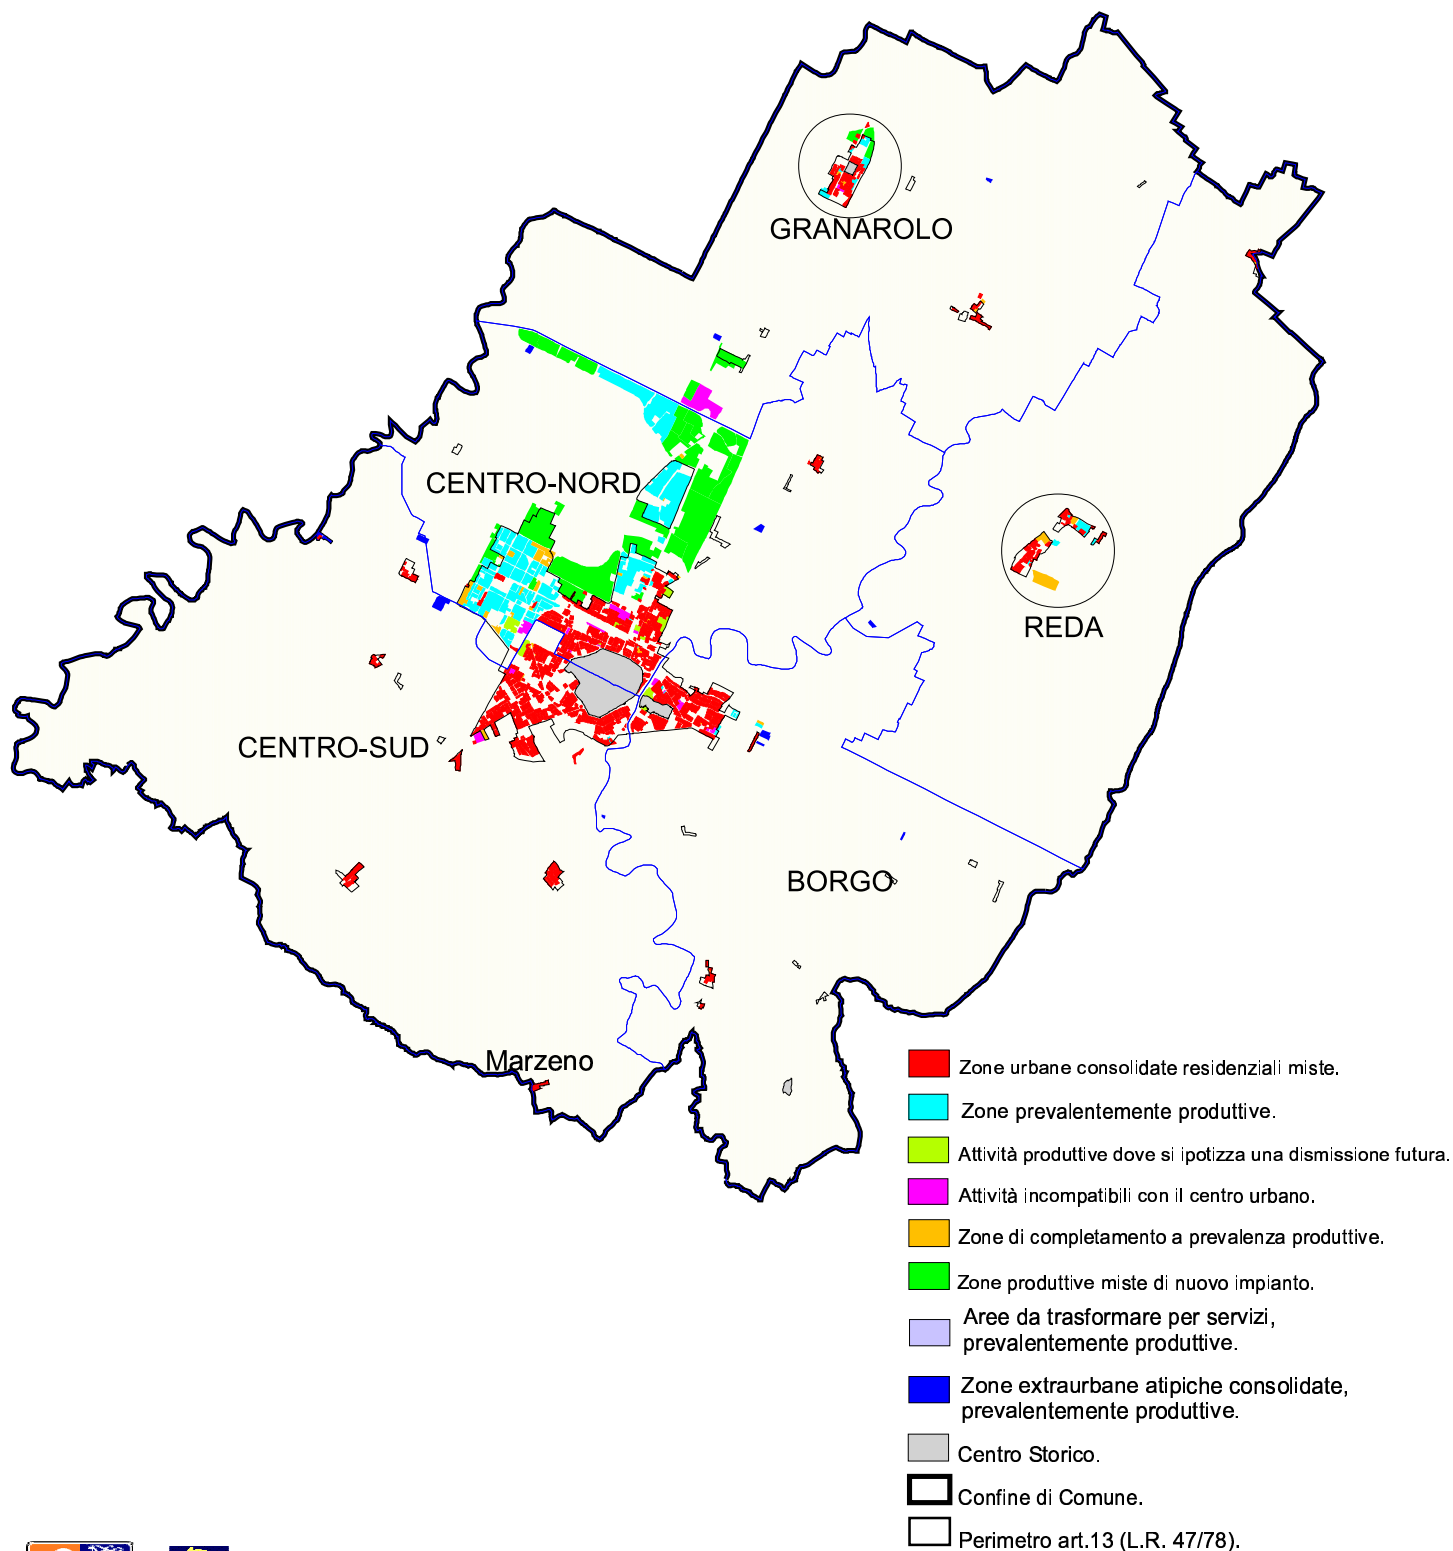 GRANAROLO
CENTRO-NORD
REDA
CENTRO-SUD
BORGO
Marzeno
Zone urbane consolidate residenziali miste.
Zone prevalentemente produttive.
Attività produttive dove si ipotizza una dismissione futura.
Attività incompatibili con il centro urbano.
Zone di completamento a prevalenza produttive.
Zone produttive miste di nuovo impianto.
Aree da trasformare per servizi,
prevalentemente produttive.
Zone extraurbane atipiche consolidate,
prevalentemente produttive.
Centro Storico.
Confine di Comune.
Perimetro art.13 (L.R. 47/78).